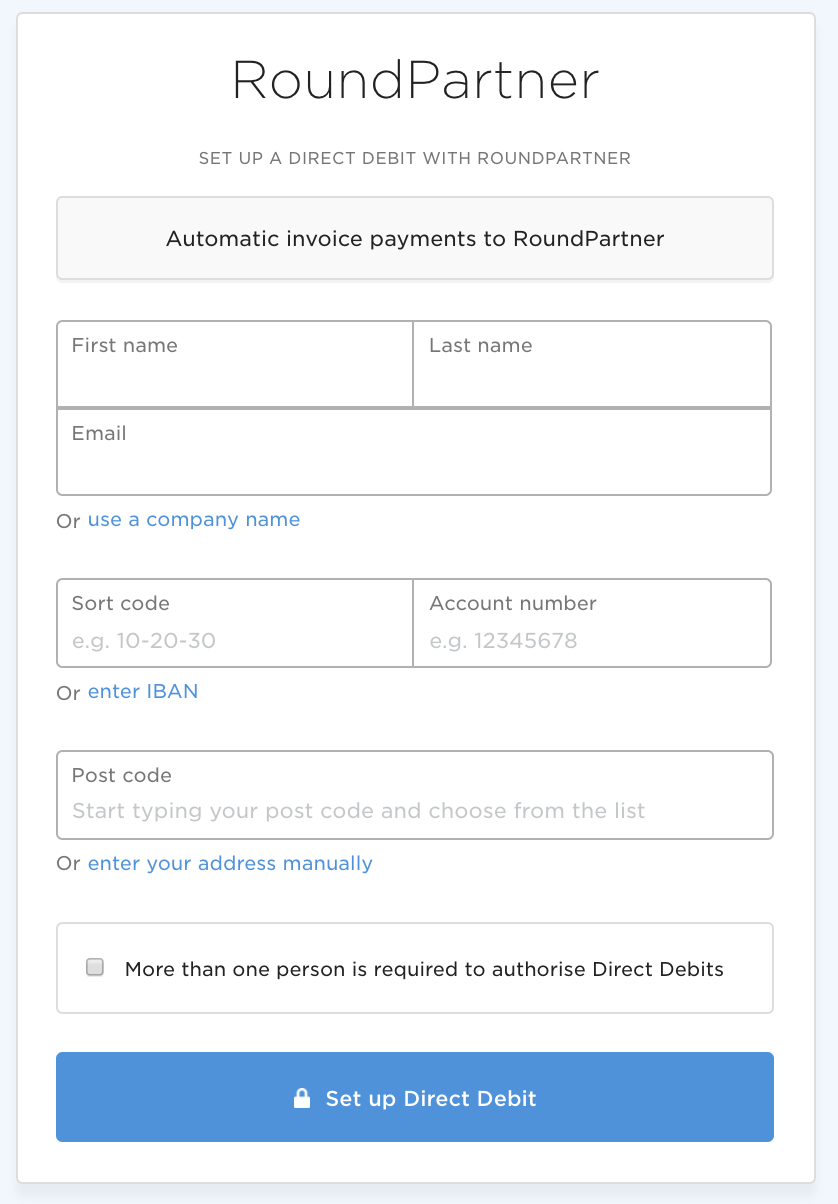 RoundPartner
SET UP A DIRECT DEBIT WITH ROUNDPARTNER
Automatic invoice payments to RoundPartner
First name
Last name
Email
Or use a company name
Sort code
e.g. 10-20-30
Account number
e.g. 12345678
Or enter IBAN
Post code
Start typing your post code and choose from the list
Or enter your address manually
More than one person is required to authorise Direct Debits
Set up Direct Debit